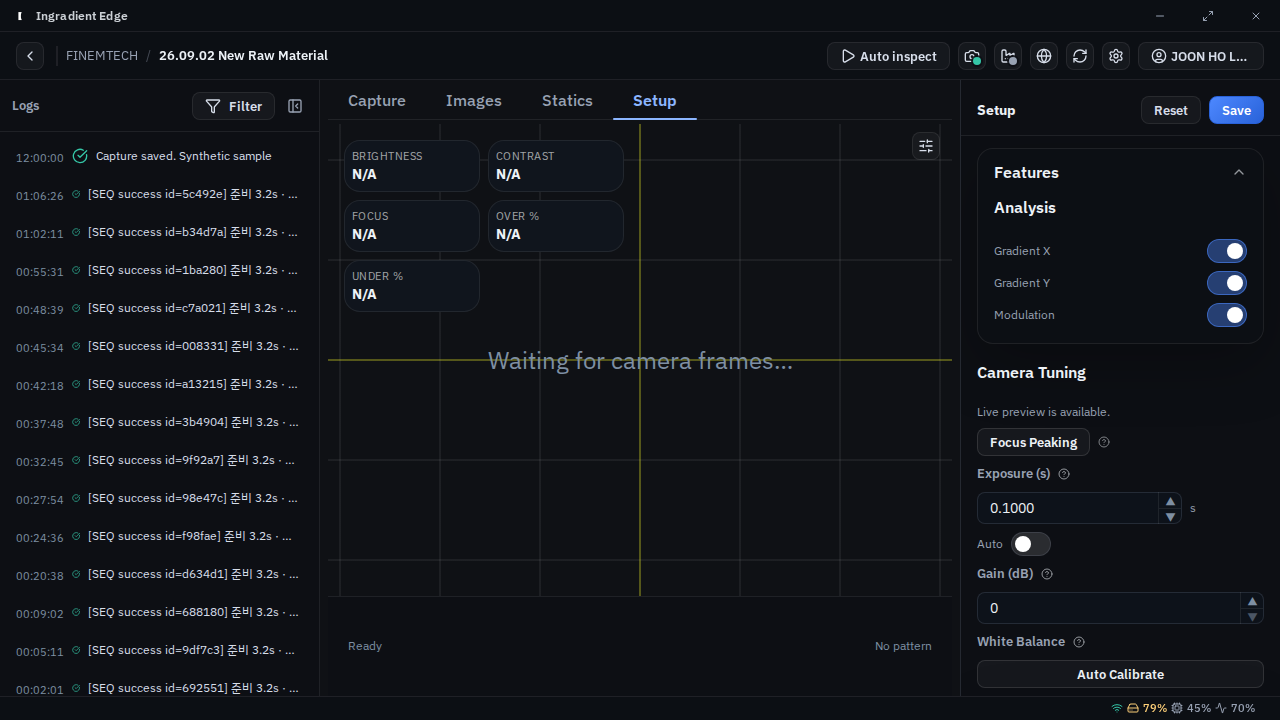 Ingradient Edge
FINEMTECH / 26.09.02 New Raw Material
Auto inspect
JOON HO L...
Logs
Filter
12:00:00 Capture saved. Synthetic sample
01:06:26 [SEQ success id=5c492e] 준비 3.2s · ...
01:02:11 [SEQ success id=b34d7a] 준비 3.2s · ...
00:55:31 [SEQ success id=1ba280] 준비 3.2s · ...
00:48:39 [SEQ success id=c7a021] 준비 3.2s · ...
00:45:34 [SEQ success id=008331] 준비 3.2s · ...
00:42:18 [SEQ success id=a13215] 준비 3.2s · ...
00:37:48 [SEQ success id=3b4904] 준비 3.2s · ...
00:32:45 [SEQ success id=9f92a7] 준비 3.2s · ...
00:27:54 [SEQ success id=98e47c] 준비 3.2s · ...
00:24:36 [SEQ success id=f98fae] 준비 3.2s · ...
00:20:38 [SEQ success id=d634d1] 준비 3.2s · ...
00:09:02 [SEQ success id=688180] 준비 3.2s · ...
00:05:11 [SEQ success id=9df7c3] 준비 3.2s · ...
00:02:01 [SEQ success id=692551] 준비 3.2s · ...
Capture Images Statics Setup
BRIGHTNESS
N/A
CONTRAST
N/A
FOCUS
N/A
OVER %
N/A
UNDER %
N/A
Waiting for camera frames...
Ready
No pattern
Setup
Reset
Save
Features
Analysis
Gradient X
Gradient Y
Modulation
Camera Tuning
Live preview is available.
Focus Peaking
Exposure (s)
0.1000 s
Auto
Gain (dB)
0
White Balance
Auto Calibrate
79% 45% 70%